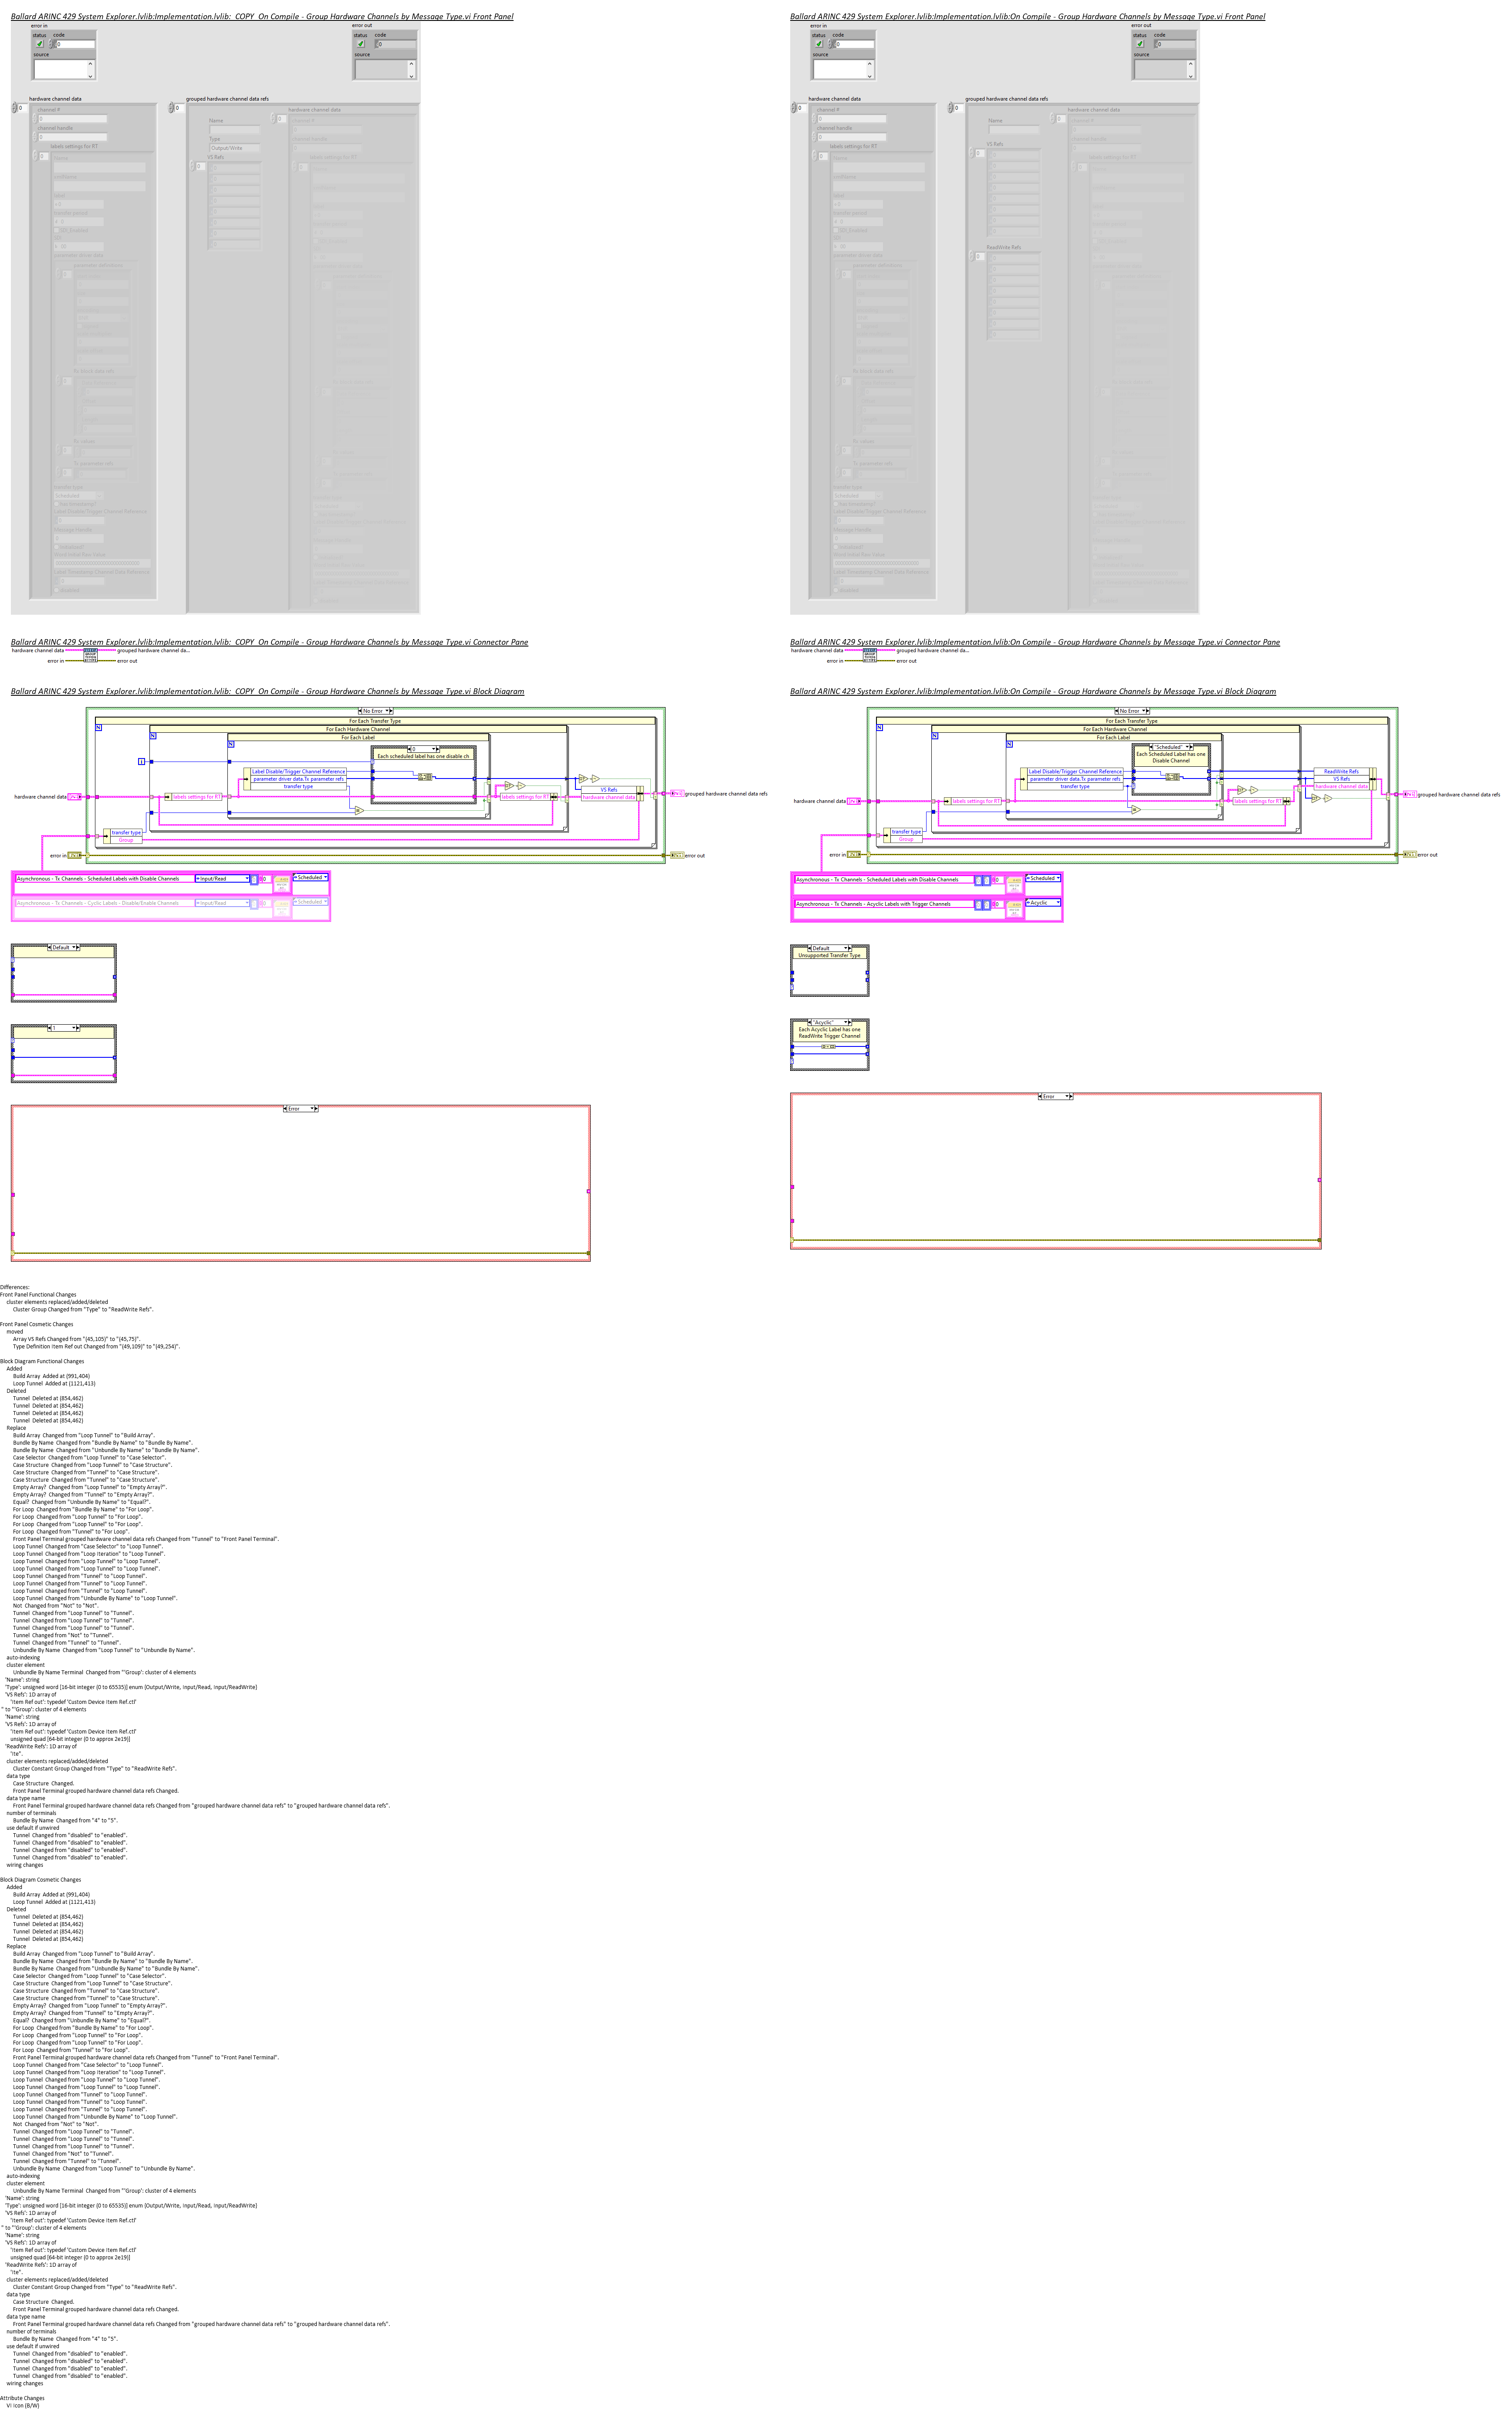 Ballard ARINC 429 System Explorer.lvlib:Implementation.lvlib:_COPY_On Compile - Group Hardware Channels by Message Type.vi Front Panel
error in
status code
0
source
error out
status code
0
source
hardware channel data
0
channel #
0
channel handle
0
labels settings for RT
grouped hardware channel data refs
0
Name
Type
Output/Write
VS Refs
0
hardware channel data
Ballard ARINC 429 System Explorer.lvlib:Implementation.lvlib:On Compile - Group Hardware Channels by Message Type.vi Front Panel
error in
status code
0
source
error out
status code
0
source
hardware channel data
0
channel #
0
channel handle
0
labels settings for RT
grouped hardware channel data refs
0
Name
VS Refs
0
ReadWrite Refs
0
hardware channel data
Ballard ARINC 429 System Explorer.lvlib:Implementation.lvlib:_COPY_On Compile - Group Hardware Channels by Message Type.vi Connector Pane
hardware channel data
grouped hardware channel da...
error in
error out
Ballard ARINC 429 System Explorer.lvlib:Implementation.lvlib:On Compile - Group Hardware Channels by Message Type.vi Connector Pane
hardware channel data
grouped hardware channel da...
error in
error out
Ballard ARINC 429 System Explorer.lvlib:Implementation.lvlib:_COPY_On Compile - Group Hardware Channels by Message Type.vi Block Diagram
No Error
For Each Transfer Type
For Each Hardware Channel
For Each Label
0
Each scheduled label has one disable ch
Label Disable/Trigger Channel Reference
parameter driver data.Tx parameter refs
transfer type
VS Refs
hardware channel data
labels settings for RT
labels settings for RT
hardware channel data
grouped hardware channel data refs
transfer type
Group
error in
error out
Asynchronous - Tx Channels - Scheduled Labels with Disable Channels
Input/Read
0
Scheduled
Asynchronous - Tx Channels - Cyclic Labels - Disable/Enable Channels
Input/Read
0
Scheduled
Default
1
Error
Ballard ARINC 429 System Explorer.lvlib:Implementation.lvlib:On Compile - Group Hardware Channels by Message Type.vi Block Diagram
No Error
For Each Transfer Type
For Each Hardware Channel
For Each Label
"Scheduled"
Each Scheduled Label has one
Disable Channel
Label Disable/Trigger Channel Reference
parameter driver data.Tx parameter refs
transfer type
ReadWrite Refs
VS Refs
hardware channel data
labels settings for RT
labels settings for RT
hardware channel data
grouped hardware channel data refs
transfer type
Group
error in
error out
Asynchronous - Tx Channels - Scheduled Labels with Disable Channels
0
Scheduled
Asynchronous - Tx Channels - Acyclic Labels with Trigger Channels
0
Acyclic
Default
Unsupported Transfer Type
"Acyclic"
Each Acyclic Label has one
ReadWrite Trigger Channel
Error
Differences:
Front Panel Functional Changes
cluster elements replaced/added/deleted
Cluster Group Changed from "Type" to "ReadWrite Refs".
Front Panel Cosmetic Changes
moved
Array VS Refs Changed from "(45,105)" to "(45,75)".
Type Definition Item Ref out Changed from "(49,109)" to "(49,254)".
Block Diagram Functional Changes
Added
Build Array Added at (991,404)
Loop Tunnel Added at (1121,413)
Deleted
Tunnel Deleted at (854,462)
Tunnel Deleted at (854,462)
Tunnel Deleted at (854,462)
Tunnel Deleted at (854,462)
Replace
Build Array Changed from "Loop Tunnel" to "Build Array".
Bundle By Name Changed from "Bundle By Name" to "Bundle By Name".
Bundle By Name Changed from "Unbundle By Name" to "Bundle By Name".
Case Selector Changed from "Loop Tunnel" to "Case Selector".
Case Structure Changed from "Loop Tunnel" to "Case Structure".
Case Structure Changed from "Tunnel" to "Case Structure".
Case Structure Changed from "Tunnel" to "Case Structure".
Empty Array? Changed from "Loop Tunnel" to "Empty Array?".
Empty Array? Changed from "Tunnel" to "Empty Array?".
Equal? Changed from "Unbundle By Name" to "Equal?".
For Loop Changed from "Bundle By Name" to "For Loop".
For Loop Changed from "Loop Tunnel" to "For Loop".
For Loop Changed from "Loop Tunnel" to "For Loop".
For Loop Changed from "Tunnel" to "For Loop".
Front Panel Terminal grouped hardware channel data refs Changed from "Tunnel" to "Front Panel Terminal".
Loop Tunnel Changed from "Case Selector" to "Loop Tunnel".
Loop Tunnel Changed from "Loop Iteration" to "Loop Tunnel".
Loop Tunnel Changed from "Loop Tunnel" to "Loop Tunnel".
Loop Tunnel Changed from "Loop Tunnel" to "Loop Tunnel".
Loop Tunnel Changed from "Tunnel" to "Loop Tunnel".
Loop Tunnel Changed from "Tunnel" to "Loop Tunnel".
Loop Tunnel Changed from "Tunnel" to "Loop Tunnel".
Loop Tunnel Changed from "Unbundle By Name" to "Loop Tunnel".
Not Changed from "Not" to "Not".
Tunnel Changed from "Loop Tunnel" to "Tunnel".
Tunnel Changed from "Loop Tunnel" to "Tunnel".
Tunnel Changed from "Loop Tunnel" to "Tunnel".
Tunnel Changed from "Not" to "Tunnel".
Tunnel Changed from "Tunnel" to "Tunnel".
Unbundle By Name Changed from "Loop Tunnel" to "Unbundle By Name".
auto-indexing
cluster element
Unbundle By Name Terminal Changed from "'Group': cluster of 4 elements
'Name': string
'Type': unsigned word [16-bit integer (0 to 65535)] enum {Output/Write, Input/Read, Input/ReadWrite}
'VS Refs': 1D array of
'Item Ref out': typedef 'Custom Device Item Ref.ctl'
" to "'Group': cluster of 4 elements
'Name': string
'VS Refs': 1D array of
'Item Ref out': typedef 'Custom Device Item Ref.ctl'
unsigned quad [64-bit integer (0 to approx 2e19)]
'ReadWrite Refs': 1D array of
'Ite".
cluster elements replaced/added/deleted
Cluster Constant Group Changed from "Type" to "ReadWrite Refs".
data type
Case Structure Changed.
Front Panel Terminal grouped hardware channel data refs Changed.
data type name
Front Panel Terminal grouped hardware channel data refs Changed from "grouped hardware channel data refs" to "grouped hardware channel data refs".
number of terminals
Bundle By Name Changed from "4" to "5".
use default if unwired
Tunnel Changed from "disabled" to "enabled".
Tunnel Changed from "disabled" to "enabled".
Tunnel Changed from "disabled" to "enabled".
Tunnel Changed from "disabled" to "enabled".
wiring changes
Block Diagram Cosmetic Changes
Added
Build Array Added at (991,404)
Loop Tunnel Added at (1121,413)
Deleted
Tunnel Deleted at (854,462)
Tunnel Deleted at (854,462)
Tunnel Deleted at (854,462)
Tunnel Deleted at (854,462)
Replace
Build Array Changed from "Loop Tunnel" to "Build Array".
Bundle By Name Changed from "Bundle By Name" to "Bundle By Name".
Bundle By Name Changed from "Unbundle By Name" to "Bundle By Name".
Case Selector Changed from "Loop Tunnel" to "Case Selector".
Case Structure Changed from "Loop Tunnel" to "Case Structure".
Case Structure Changed from "Tunnel" to "Case Structure".
Case Structure Changed from "Tunnel" to "Case Structure".
Empty Array? Changed from "Loop Tunnel" to "Empty Array?".
Empty Array? Changed from "Tunnel" to "Empty Array?".
Equal? Changed from "Unbundle By Name" to "Equal?".
For Loop Changed from "Bundle By Name" to "For Loop".
For Loop Changed from "Loop Tunnel" to "For Loop".
For Loop Changed from "Loop Tunnel" to "For Loop".
For Loop Changed from "Tunnel" to "For Loop".
Front Panel Terminal grouped hardware channel data refs Changed from "Tunnel" to "Front Panel Terminal".
Loop Tunnel Changed from "Case Selector" to "Loop Tunnel".
Loop Tunnel Changed from "Loop Iteration" to "Loop Tunnel".
Loop Tunnel Changed from "Loop Tunnel" to "Loop Tunnel".
Loop Tunnel Changed from "Loop Tunnel" to "Loop Tunnel".
Loop Tunnel Changed from "Tunnel" to "Loop Tunnel".
Loop Tunnel Changed from "Tunnel" to "Loop Tunnel".
Loop Tunnel Changed from "Tunnel" to "Loop Tunnel".
Loop Tunnel Changed from "Unbundle By Name" to "Loop Tunnel".
Not Changed from "Not" to "Not".
Tunnel Changed from "Loop Tunnel" to "Tunnel".
Tunnel Changed from "Loop Tunnel" to "Tunnel".
Tunnel Changed from "Loop Tunnel" to "Tunnel".
Tunnel Changed from "Not" to "Tunnel".
Tunnel Changed from "Tunnel" to "Tunnel".
Unbundle By Name Changed from "Loop Tunnel" to "Unbundle By Name".
auto-indexing
cluster element
Unbundle By Name Terminal Changed from "'Group': cluster of 4 elements
'Name': string
'Type': unsigned word [16-bit integer (0 to 65535)] enum {Output/Write, Input/Read, Input/ReadWrite}
'VS Refs': 1D array of
'Item Ref out': typedef 'Custom Device Item Ref.ctl'
" to "'Group': cluster of 4 elements
'Name': string
'VS Refs': 1D array of
'Item Ref out': typedef 'Custom Device Item Ref.ctl'
unsigned quad [64-bit integer (0 to approx 2e19)]
'ReadWrite Refs': 1D array of
'Ite".
cluster elements replaced/added/deleted
Cluster Constant Group Changed from "Type" to "ReadWrite Refs".
data type
Case Structure Changed.
Front Panel Terminal grouped hardware channel data refs Changed.
data type name
Front Panel Terminal grouped hardware channel data refs Changed from "grouped hardware channel data refs" to "grouped hardware channel data refs".
number of terminals
Bundle By Name Changed from "4" to "5".
use default if unwired
Tunnel Changed from "disabled" to "enabled".
Tunnel Changed from "disabled" to "enabled".
Tunnel Changed from "disabled" to "enabled".
Tunnel Changed from "disabled" to "enabled".
wiring changes
Attribute Changes
VI Icon (B/W)